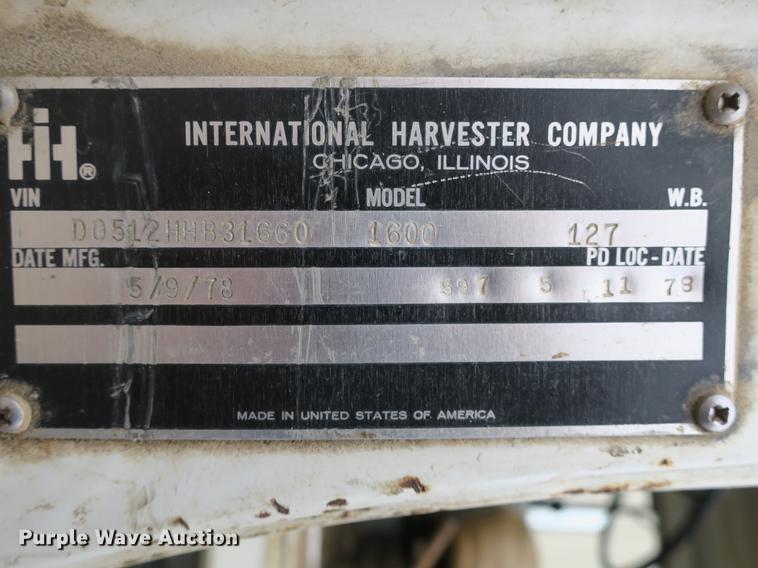 IH®
INTERNATIONAL HARVESTER COMPANY
CHICAGO, ILLINOIS
VIN MODEL W.B.
D0512HHB31660 1600 127
DATE MFG. PD LOC-DATE
5/9/78 597 5 11 78
MADE IN UNITED STATES OF AMERICA
Purple Wave Auction